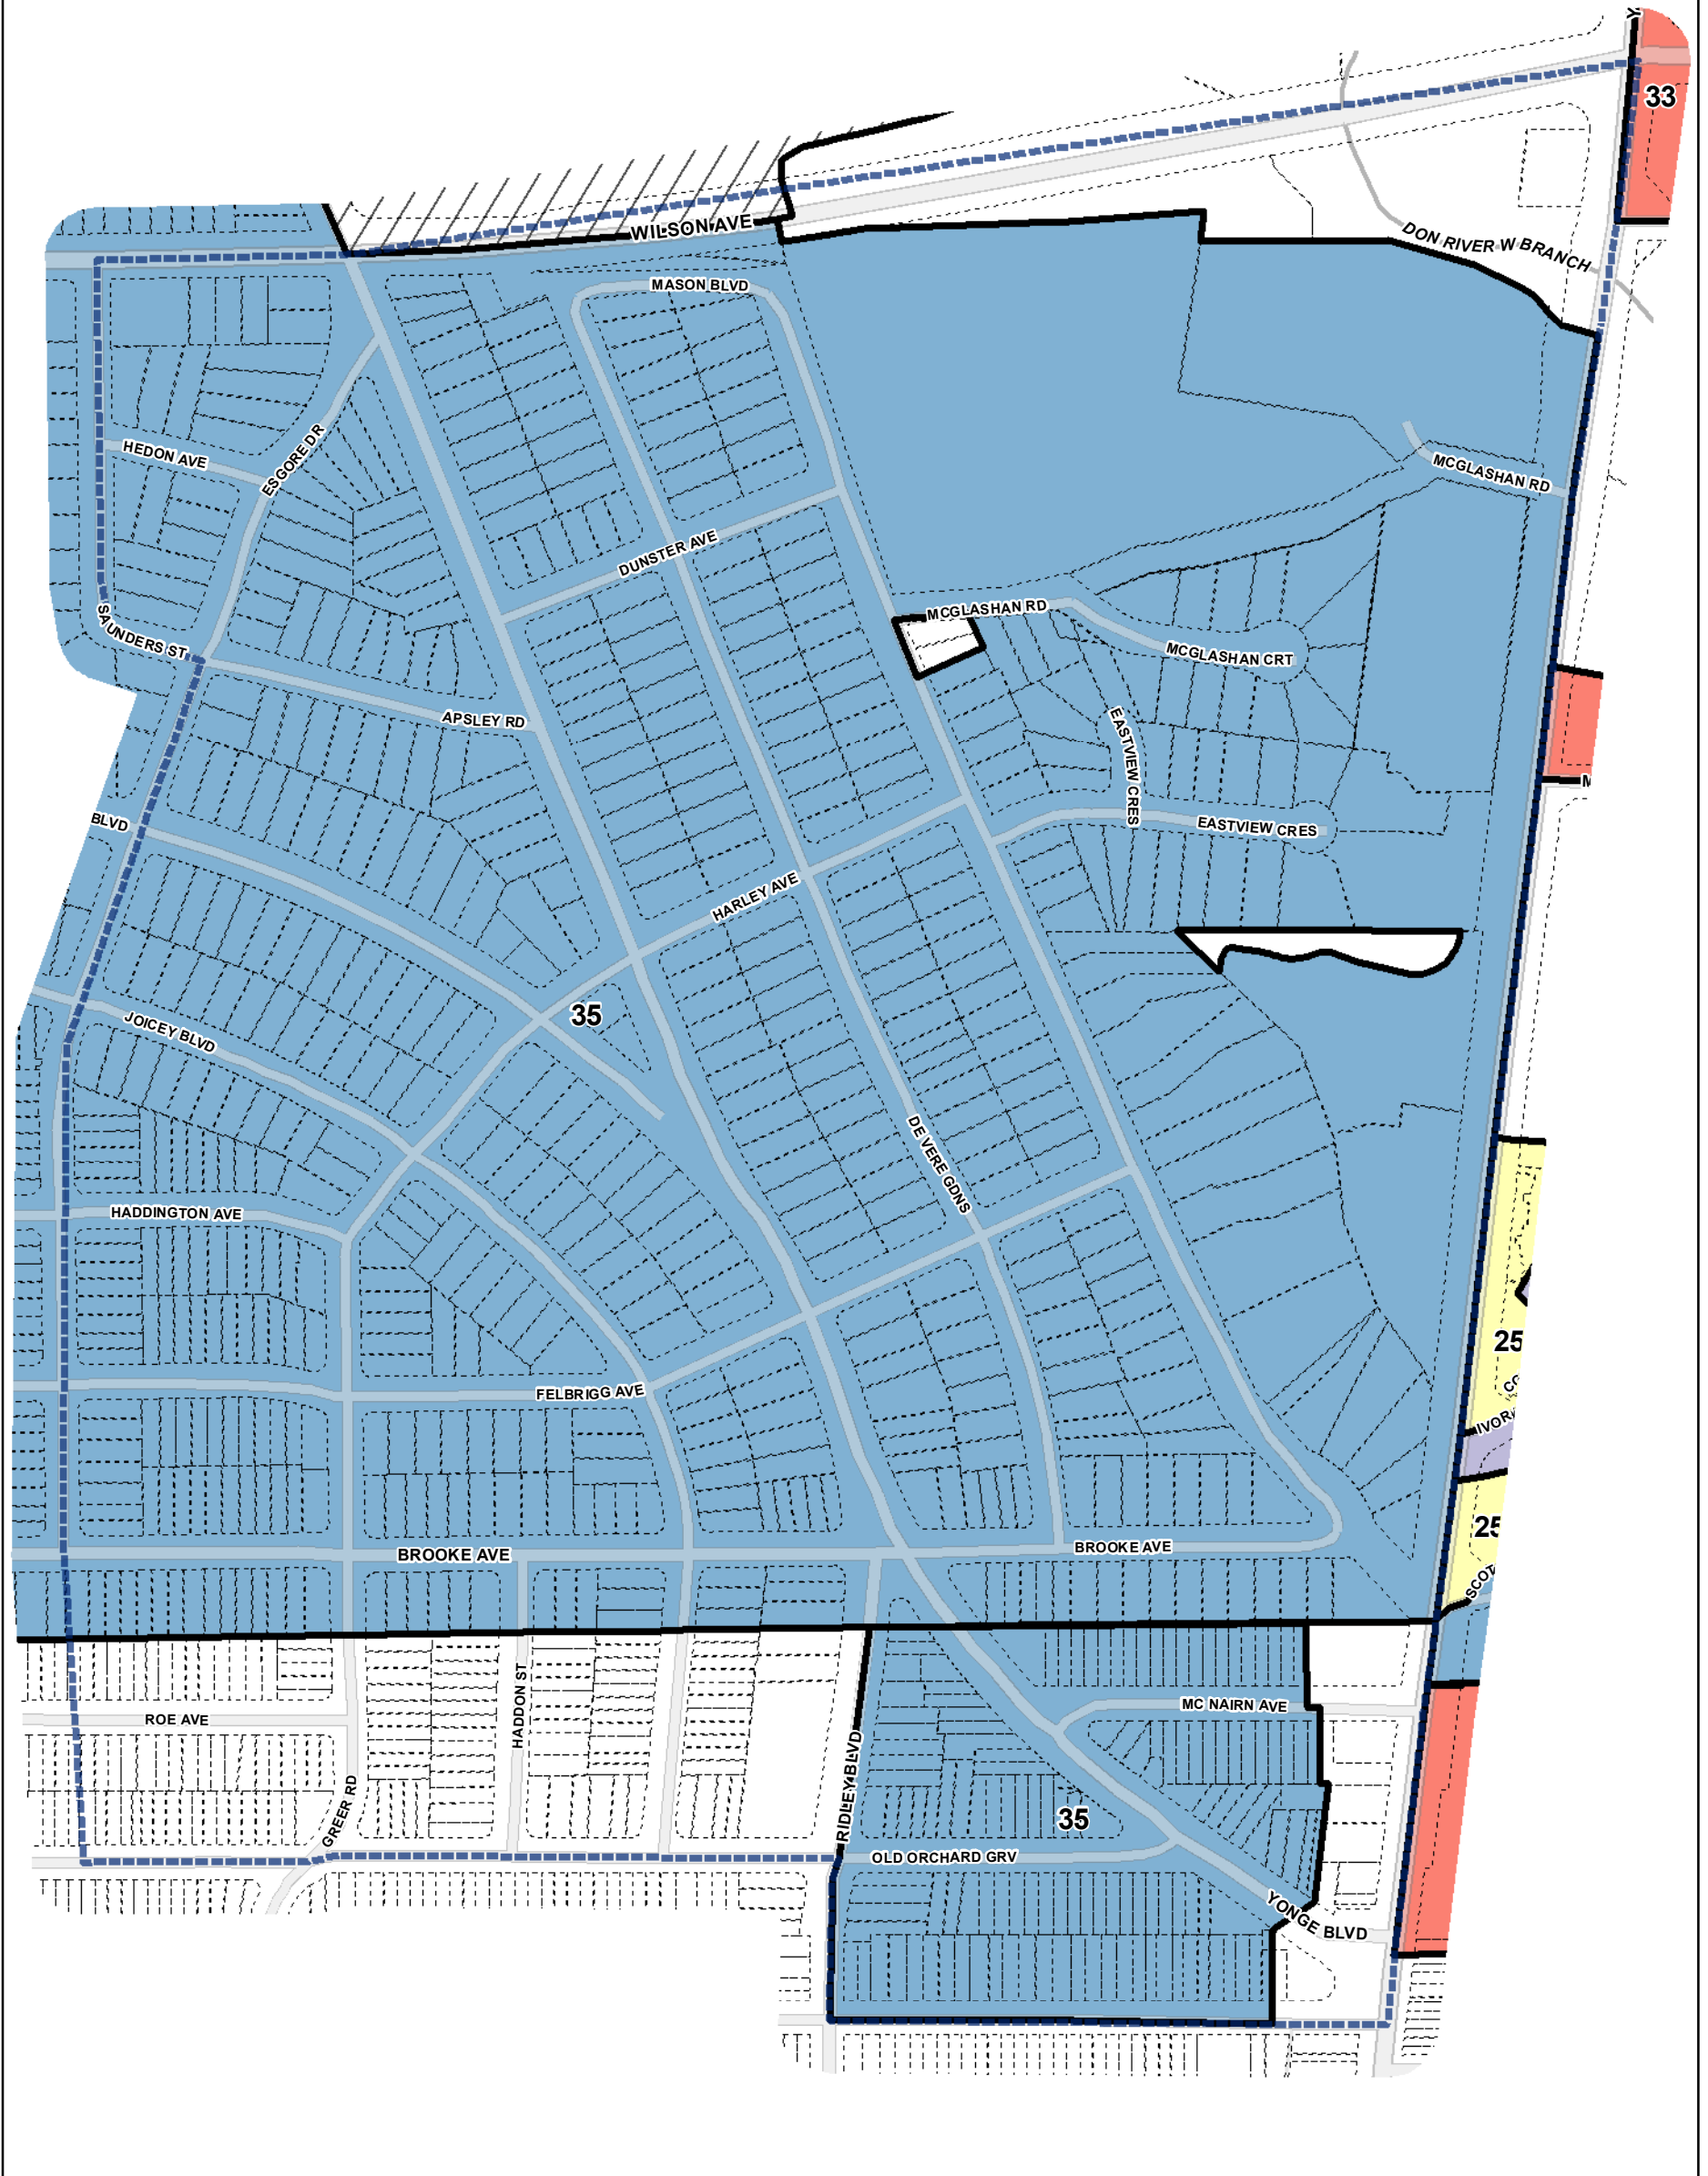 Y
33
WILSON AVE
DON RIVER W BRANCH
MASON BLVD
HEDON AVE
ESGORE DR
MCGLASHAN RD
DUNSTER AVE
SAUNDERS ST
MCGLASHAN RD
MCGLASHAN CRT
APSLEY RD
EASTVIEW CRES
M
BLVD
EASTVIEW CRES
HARLEY AVE
35
JOICEY BLVD
DE VERE GDNS
HADDINGTON AVE
25
CO
FELBRIGG AVE
IVOR
25
BROOKE AVE
BROOKE AVE
SCOT
MC NAIRN AVE
ROE AVE
HADDON ST
RIDLEY BLVD
GREER RD
35
OLD ORCHARD GRV
YONGE BLVD